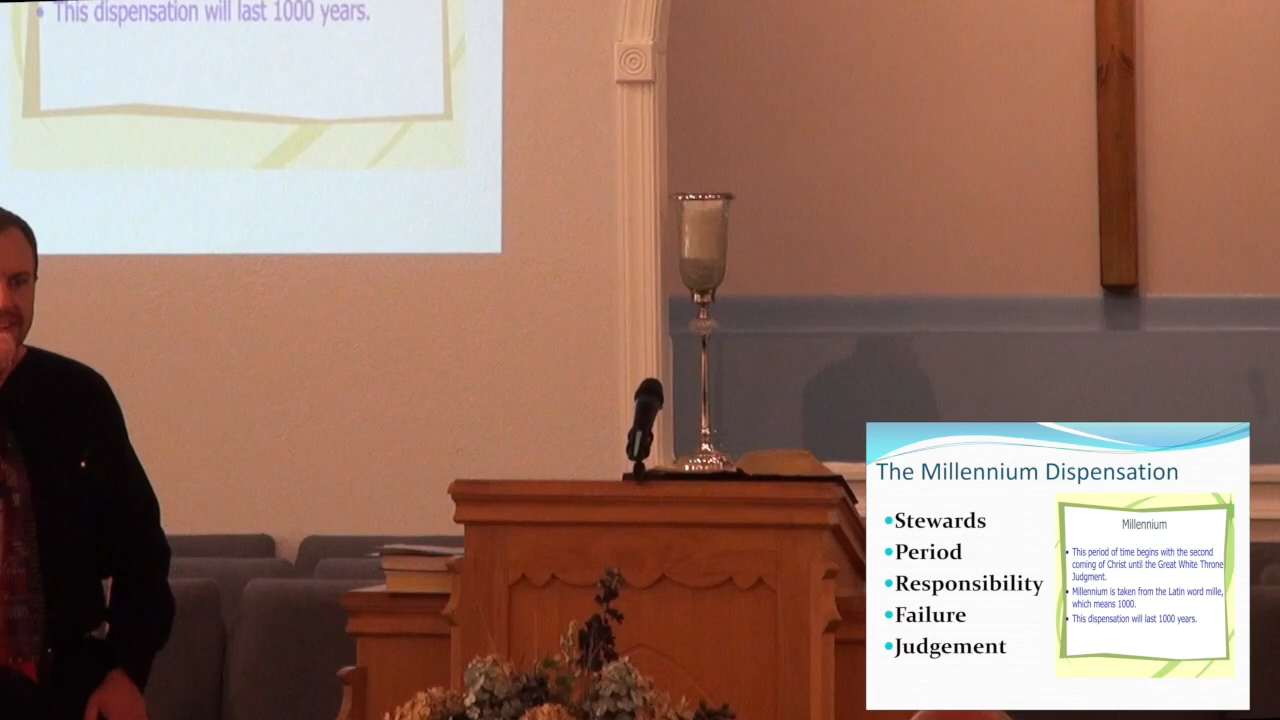 • This dispensation will last 1000 years.
The Millennium Dispensation
•Stewards
•Period
•Responsibility
•Failure
•Judgement
Millennium
• This period of time begins with the second
coming of Christ until the Great White Throne
Judgment.
• Millennium is taken from the Latin word mille,
which means 1000.
• This dispensation will last 1000 years.